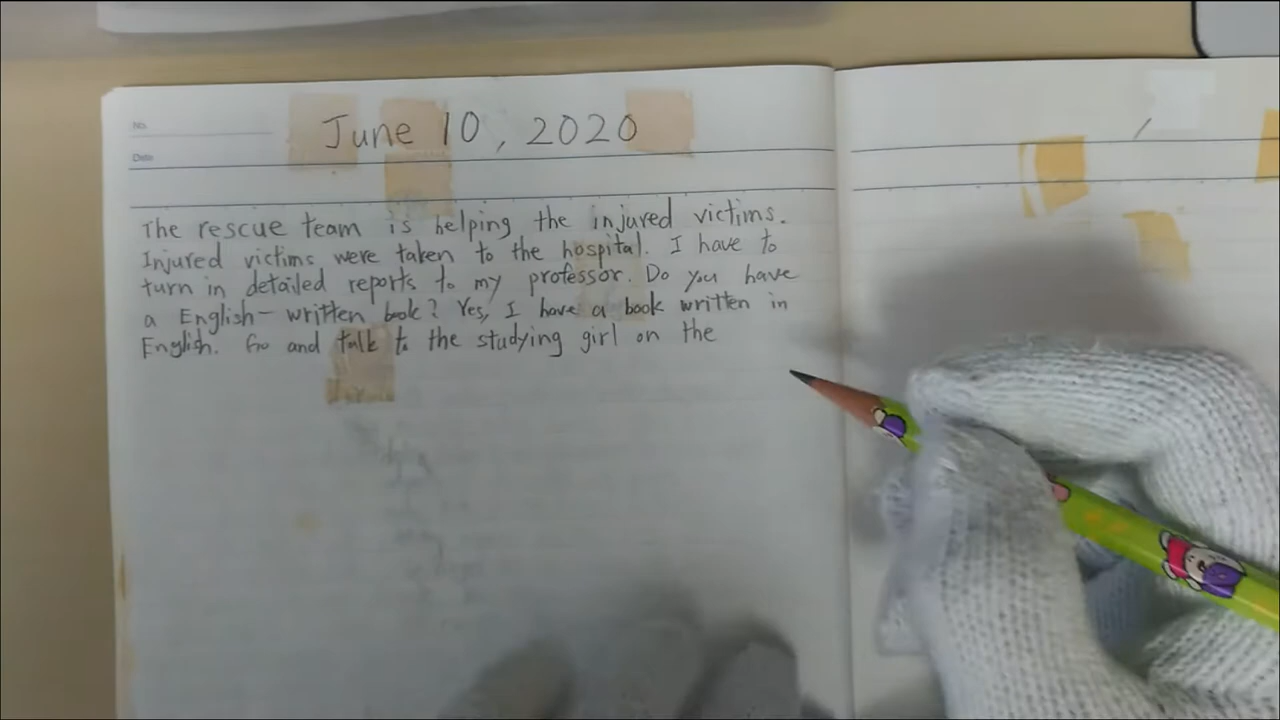 No.
Date
June 10, 2020
The rescue team is helping the injured victims.
Injured victims were taken to the hospital. I have to
turn in detailed reports to my professor. Do you have
a English-written book? Yes, I have a book written in
English. Go and talk to the studying girl on the